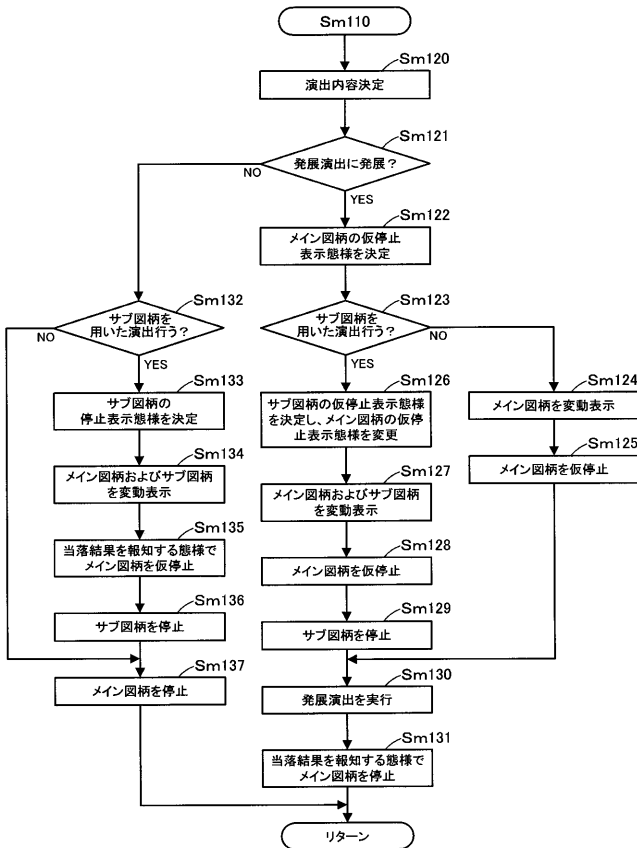 Sm110
Sm120
演出内容決定
Sm121
発展演出に発展？
NO
YES
Sm122
メイン図柄の仮停止
表示態様を決定
Sm132
サブ図柄を
用いた演出行う？
NO
YES
Sm123
サブ図柄を
用いた演出行う？
NO
YES
Sm133
サブ図柄の
停止表示態様を決定
Sm126
サブ図柄の仮停止表示態様
を決定し、メイン図柄の仮停
止表示態様を変更
Sm124
メイン図柄を変動表示
Sm125
メイン図柄を仮停止
Sm134
メイン図柄およびサブ図柄
を変動表示
Sm127
メイン図柄およびサブ図柄
を変動表示
Sm135
当落結果を報知する態様で
メイン図柄を仮停止
Sm128
メイン図柄を仮停止
Sm136
サブ図柄を停止
Sm129
サブ図柄を停止
Sm137
メイン図柄を停止
Sm130
発展演出を実行
Sm131
当落結果を報知する態様で
メイン図柄を停止
リターン